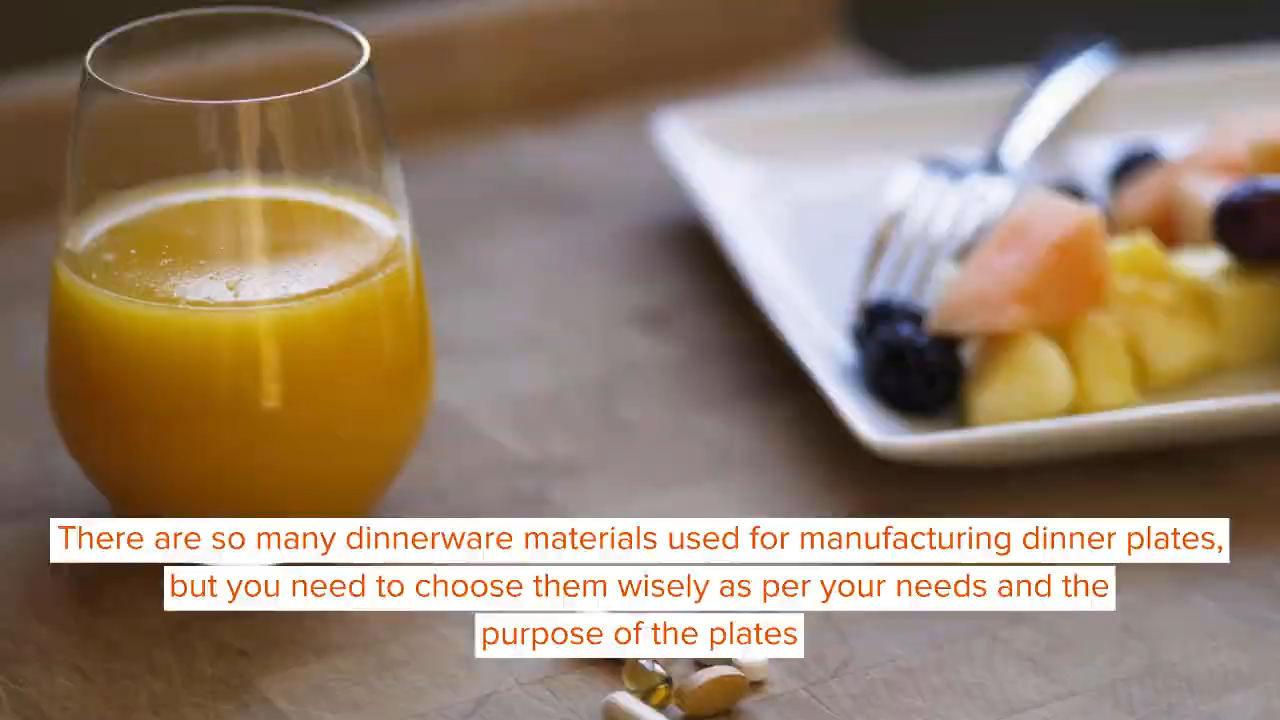 There are so many dinnerware materials used for manufacturing dinner plates,
but you need to choose them wisely as per your needs and the
purpose of the plates